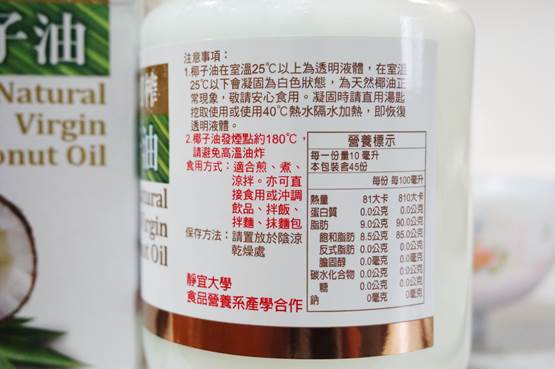 子油
Natural
Virgin
onut Oil
榨
油
tural
rgin
t Oil
注意事項：
1.椰子油在室溫25℃以上為透明液體，在室溫
25℃以下會凝固為白色狀態，為天然椰油正
常現象，敬請安心食用。凝固時請直用湯匙
挖取使用或使用40℃熱水隔水加熱，即恢復
透明液體。
2.椰子油發煙點約180℃，
請避免高溫油炸
食用方式：適合煎、煮、
涼拌。亦可直
接食用或沖調
飲品、拌飯、
拌麵、抹麵包
保存方法：請置放於陰涼
乾燥處
靜宜大學
食品營養系產學合作
營養標示
每一份量10毫升
本包裝含45份
每份 每100毫升
熱量 81大卡 810大卡
蛋白質 0.0公克 0.0公克
脂肪 9.0公克 90.0公克
飽和脂肪 8.5公克 85.0公克
反式脂肪 0.0公克 0.0公克
膽固醇 0.0毫克 0.0毫克
碳水化合物 0.0公克 0.0公克
糖 0.0公克 0.0公克
鈉 0毫克 0毫克